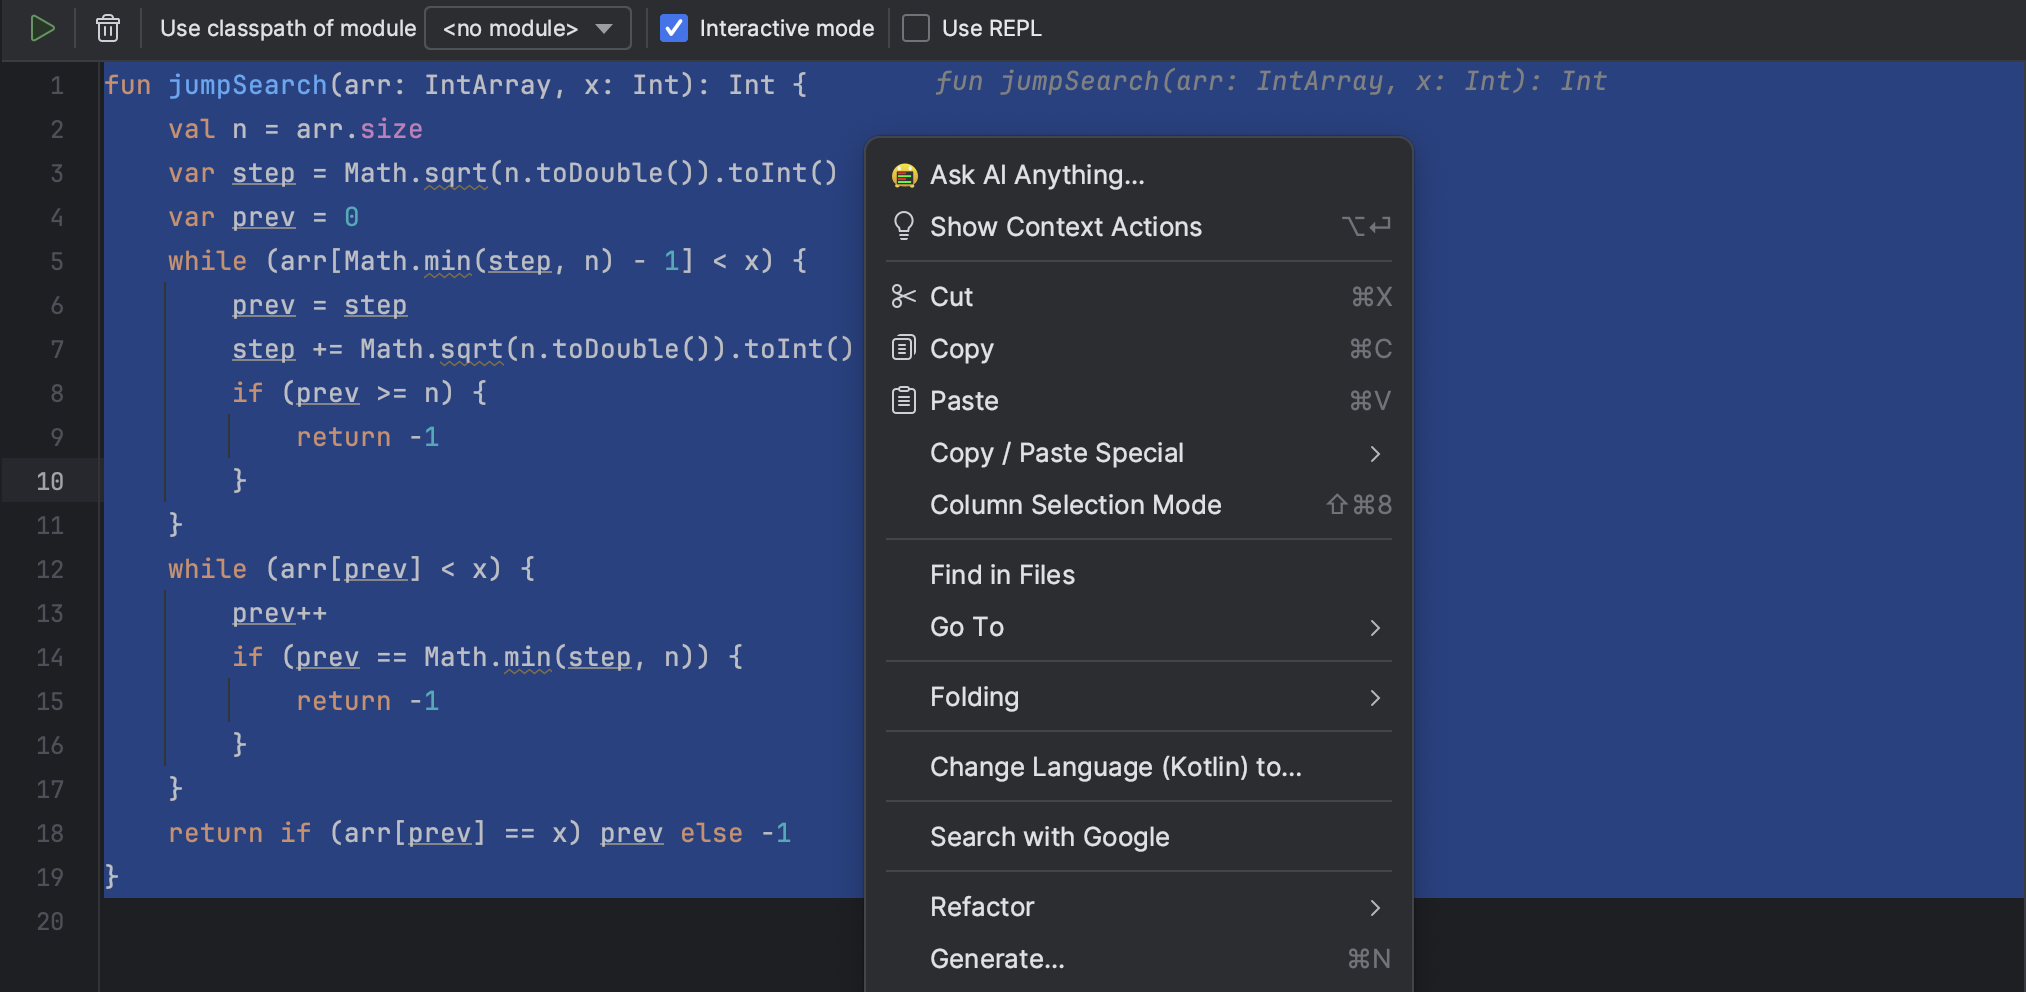 Use classpath of module <no module> Interactive mode Use REPL
1 fun jumpSearch(arr: IntArray, x: Int): Int { fun jumpSearch(arr: IntArray, x: Int): Int
2 val n = arr.size
3 var step = Math.sqrt(n.toDouble()).toInt()
4 var prev = 0
5 while (arr[Math.min(step, n) - 1] < x) {
6 prev = step
7 step += Math.sqrt(n.toDouble()).toInt()
8 if (prev >= n) {
9 return -1
10 }
11 }
12 while (arr[prev] < x) {
13 prev++
14 if (prev == Math.min(step, n)) {
15 return -1
16 }
17 }
18 return if (arr[prev] == x) prev else -1
19 }
20
Ask AI Anything...
Show Context Actions ⌥⏎
Cut ⌘X
Copy ⌘C
Paste ⌘V
Copy / Paste Special
Column Selection Mode ⇧⌘8
Find in Files
Go To
Folding
Change Language (Kotlin) to...
Search with Google
Refactor
Generate... ⌘N